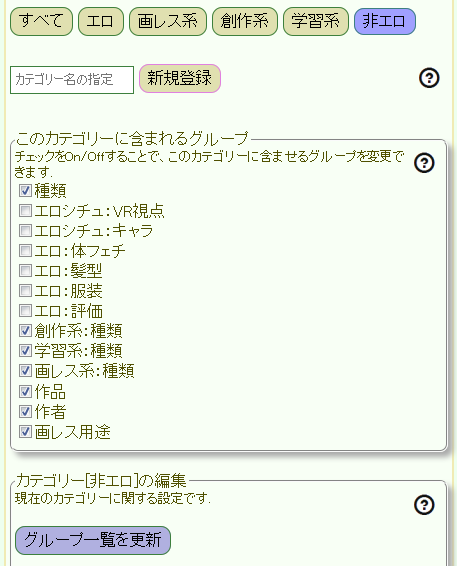 すべて エロ 画レス系 創作系 学習系 非エロ
カテゴリー名の指定 新規登録
このカテゴリーに含まれるグループ
チェックをOn/Offすることで、このカテゴリーに含ませるグループを変更で
きます.
種類
エロシチュ:VR視点
エロシチュ:キャラ
エロ:体フェチ
エロ:髪型
エロ:服装
エロ:評価
創作系:種類
学習系:種類
画レス系:種類
作品
作者
画レス用途
カテゴリー[非エロ]の編集
現在のカテゴリーに関する設定です.
グループ一覧を更新